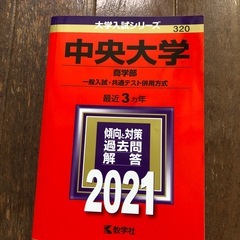 大学入試シリーズ
320
中央大学
商学部
一般入試・共通テスト併用方式
最近3カ年
傾向と対策
過去問
解答
2021
教学社